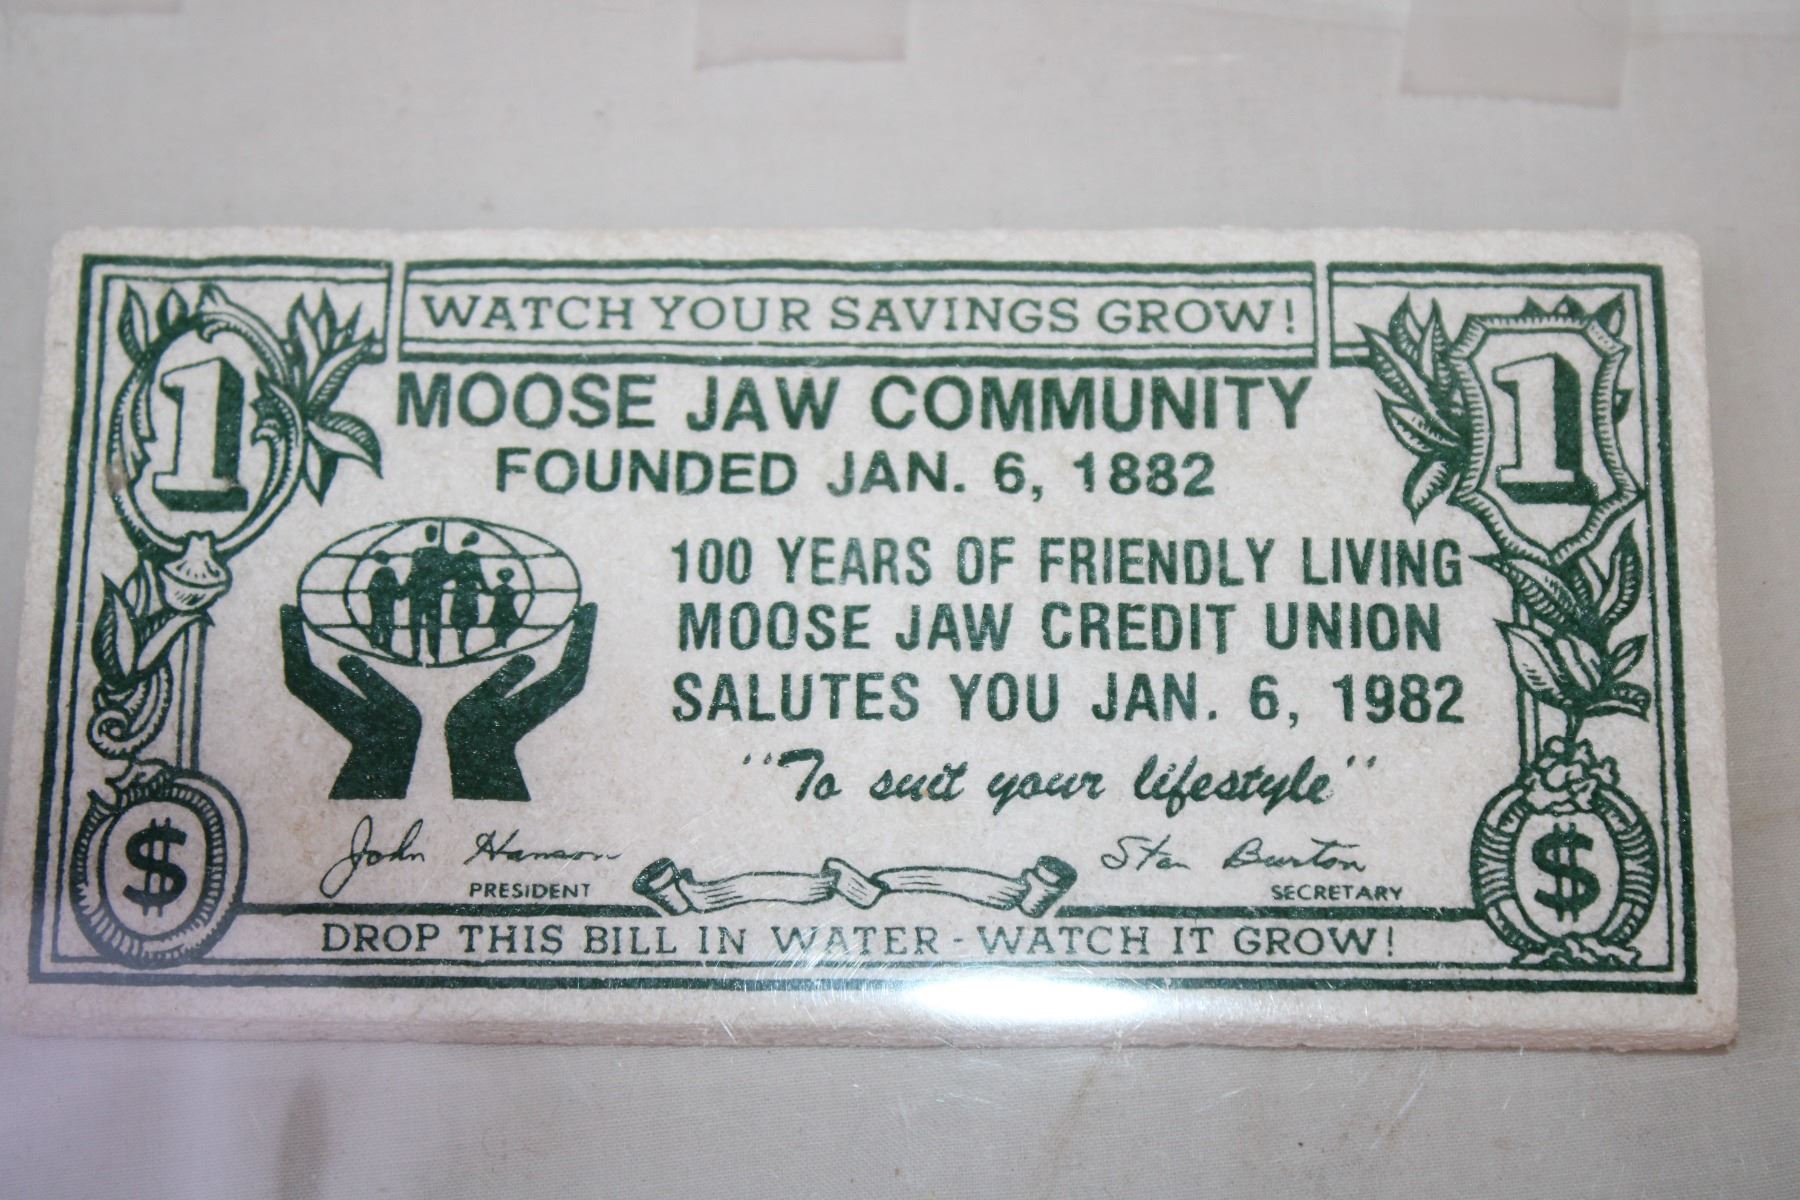 WATCH YOUR SAVINGS GROW!
1
1
MOOSE JAW COMMUNITY
FOUNDED JAN. 6, 1882
100 YEARS OF FRIENDLY LIVING
MOOSE JAW CREDIT UNION
SALUTES YOU JAN. 6, 1982
"To suit your lifestyle"
John Hanson
Stan Burton
PRESIDENT
SECRETARY
$
$
DROP THIS BILL IN WATER - WATCH IT GROW!